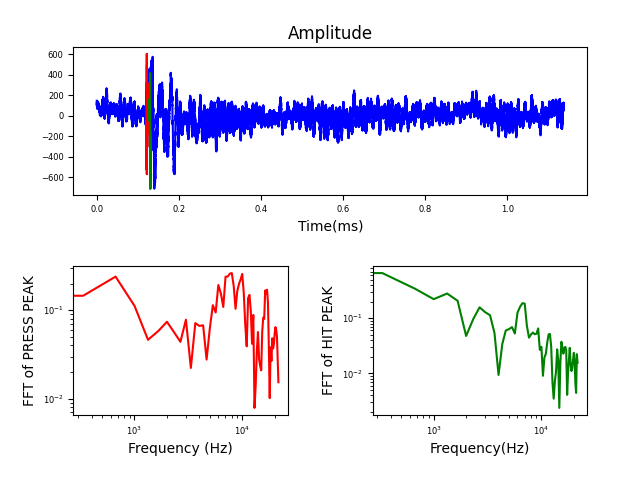 Amplitude
600
400
200
0
−200
−400
−600
0.0 0.2 0.4 0.6 0.8 1.0
Time(ms)
FFT of PRESS PEAK
10⁻¹
10⁻²
10³ 10⁴
Frequency (Hz)
FFT of HIT PEAK
10⁻¹
10⁻²
10³ 10⁴
Frequency(Hz)